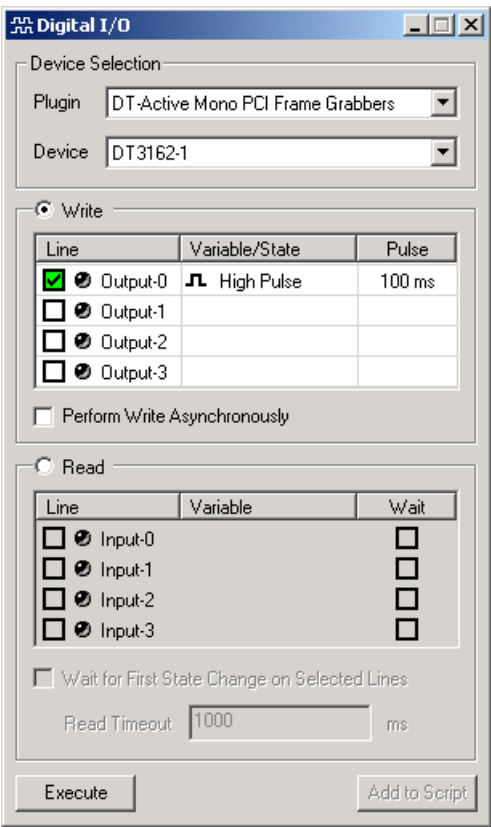 Digital I/O
Device Selection
Plugin DT-Active Mono PCI Frame Grabbers
Device DT3162-1
Write
Line Variable/State Pulse
Output-0 High Pulse 100 ms
Output-1
Output-2
Output-3
Perform Write Asynchronously
Read
Line Variable Wait
Input-0
Input-1
Input-2
Input-3
Wait for First State Change on Selected Lines
Read Timeout 1000 ms
Execute Add to Script